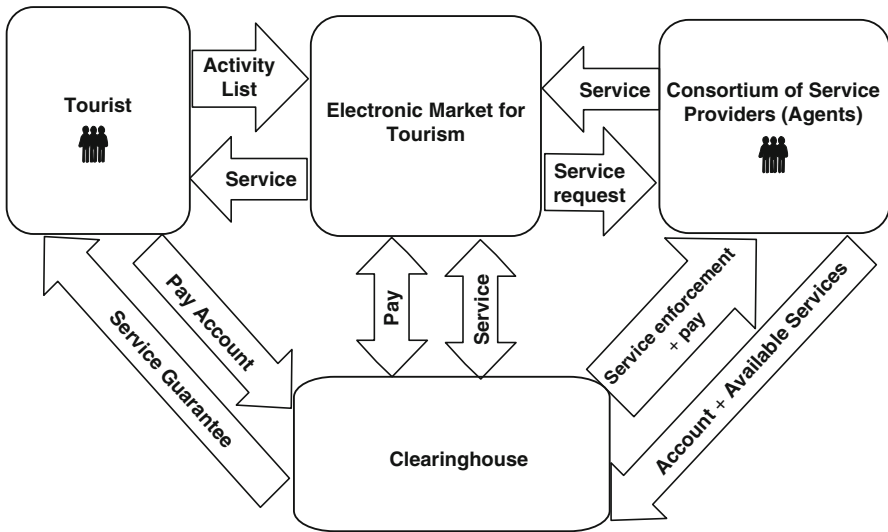 Tourist
Activity
List
Service
Electronic Market for
Tourism
Service
Service
request
Consortium of Service
Providers (Agents)
Pay Account
Service Guarantee
Pay
Service
Service enforcement
+ pay
Account + Available Services
Clearinghouse